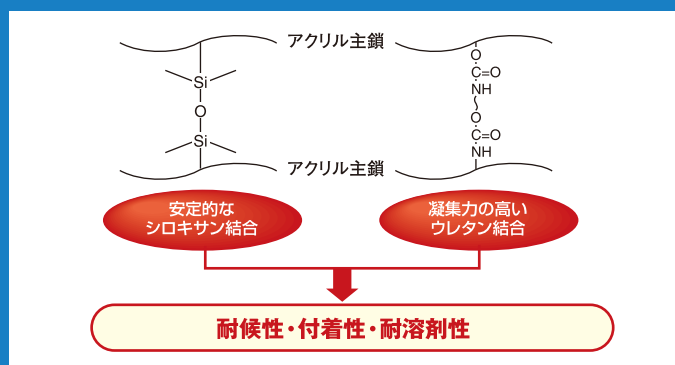 アクリル主鎖
Si
O
Si
O
C=O
NH
O
C=O
NH
アクリル主鎖
安定的な
シロキサン結合
凝集力の高い
ウレタン結合
耐候性・付着性・耐溶剤性